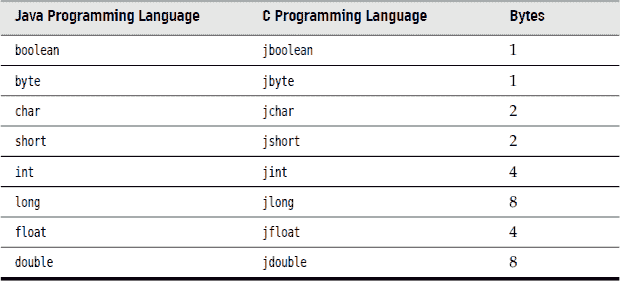 Java Programming Language C Programming Language Bytes
boolean jboolean 1
byte jbyte 1
char jchar 2
short jshort 2
int jint 4
long jlong 8
float jfloat 4
double jdouble 8